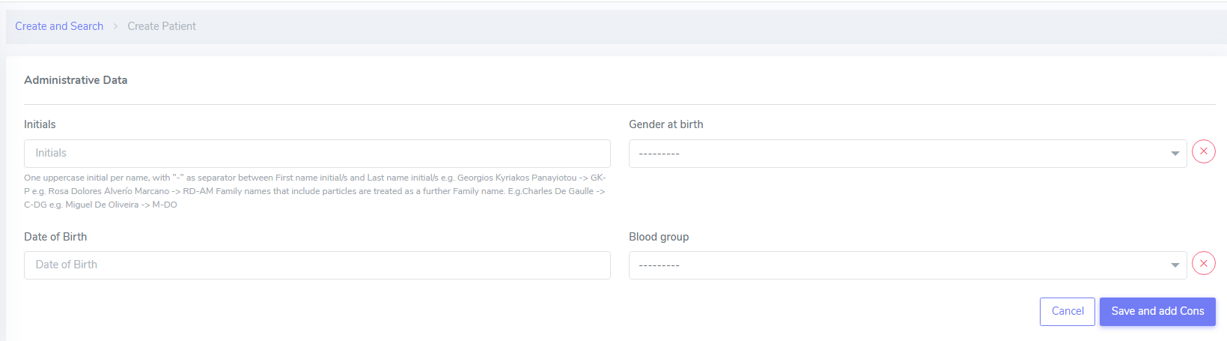 Create and Search > Create Patient
Administrative Data
Initials
Gender at birth
Initials
---------
One uppercase initial per name, with "-" as separator between First name initial/s and Last name initial/s e.g. Georgios Kyriakos Panayiotou -> GK-
P e.g. Rosa Dolores Alverío Marcano -> RD-AM Family names that include particles are treated as a further Family name. E.g.Charles De Gaulle ->
C-DG e.g. Miguel De Oliveira -> M-DO
Date of Birth
Blood group
Date of Birth
---------
Cancel
Save and add Cons